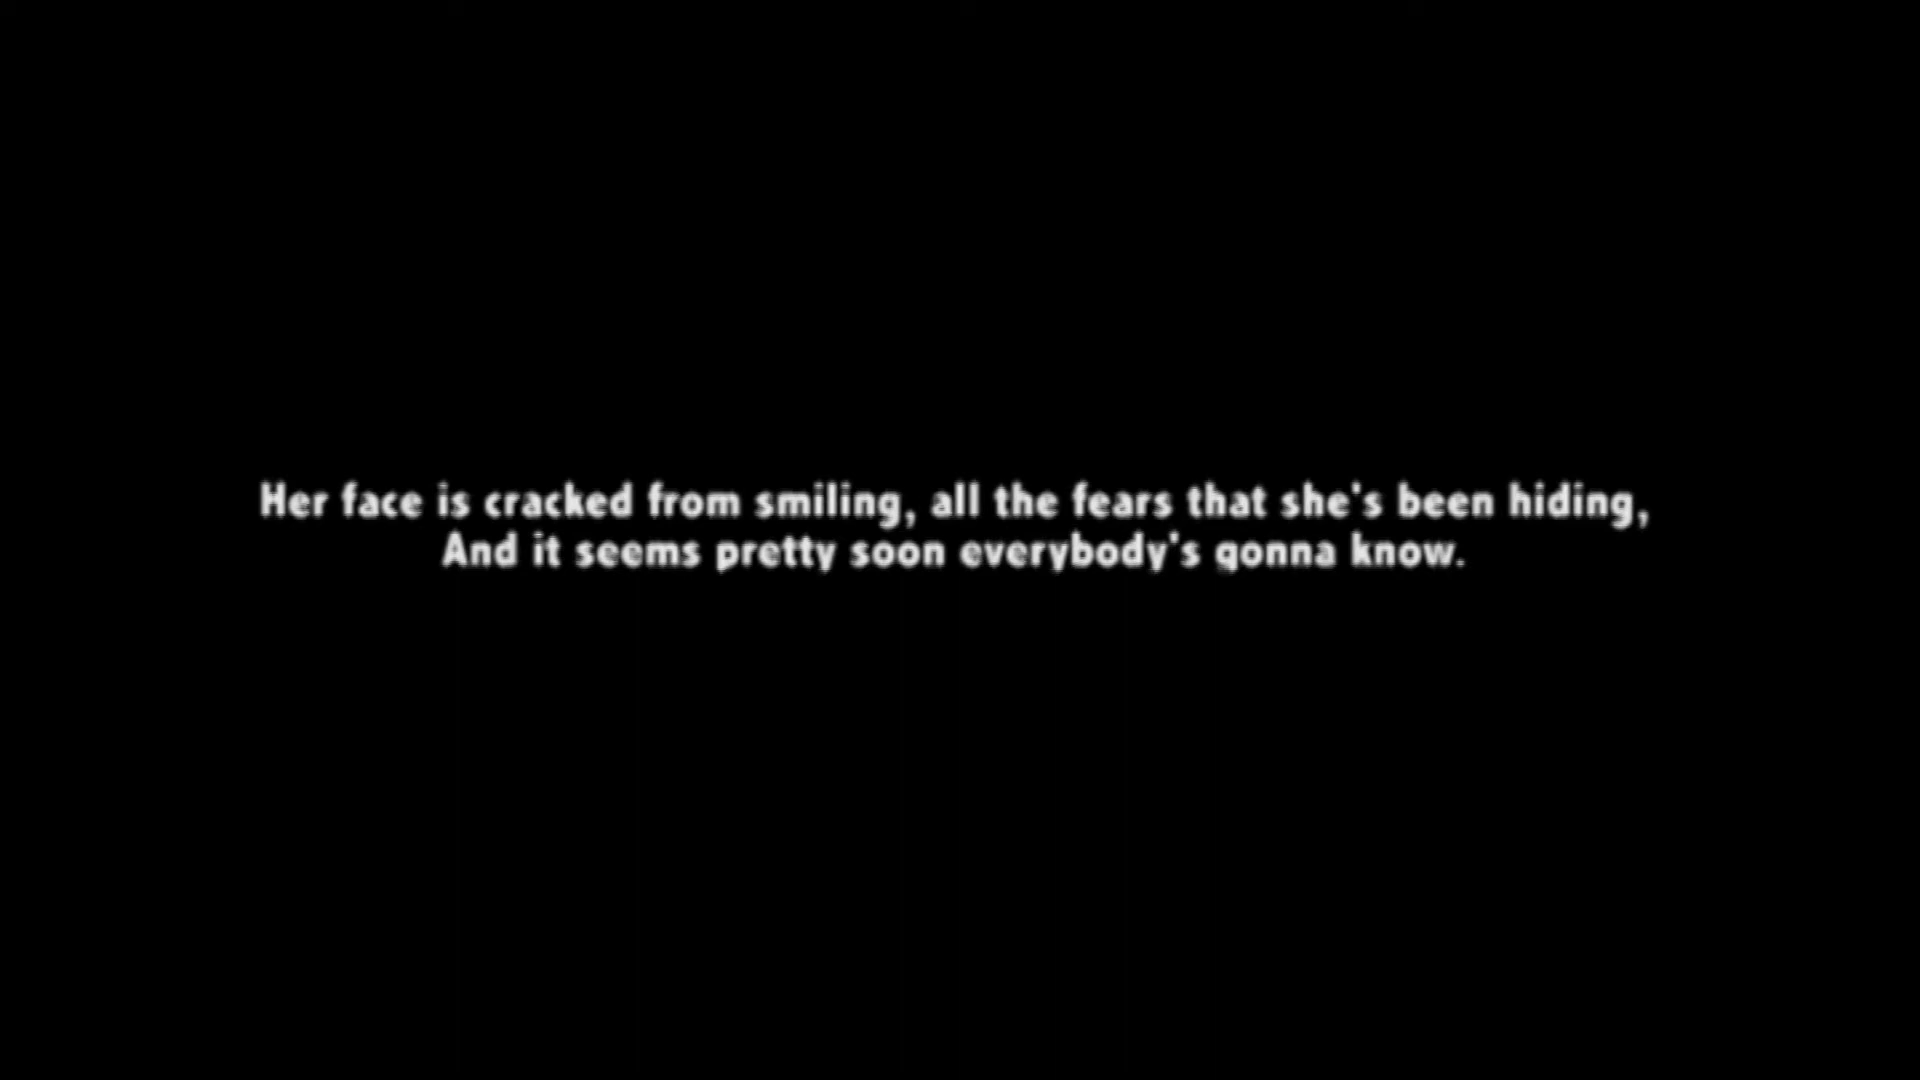 Her face is cracked from smiling, all the fears that she's been hiding,
And it seems pretty soon everybody's gonna know.